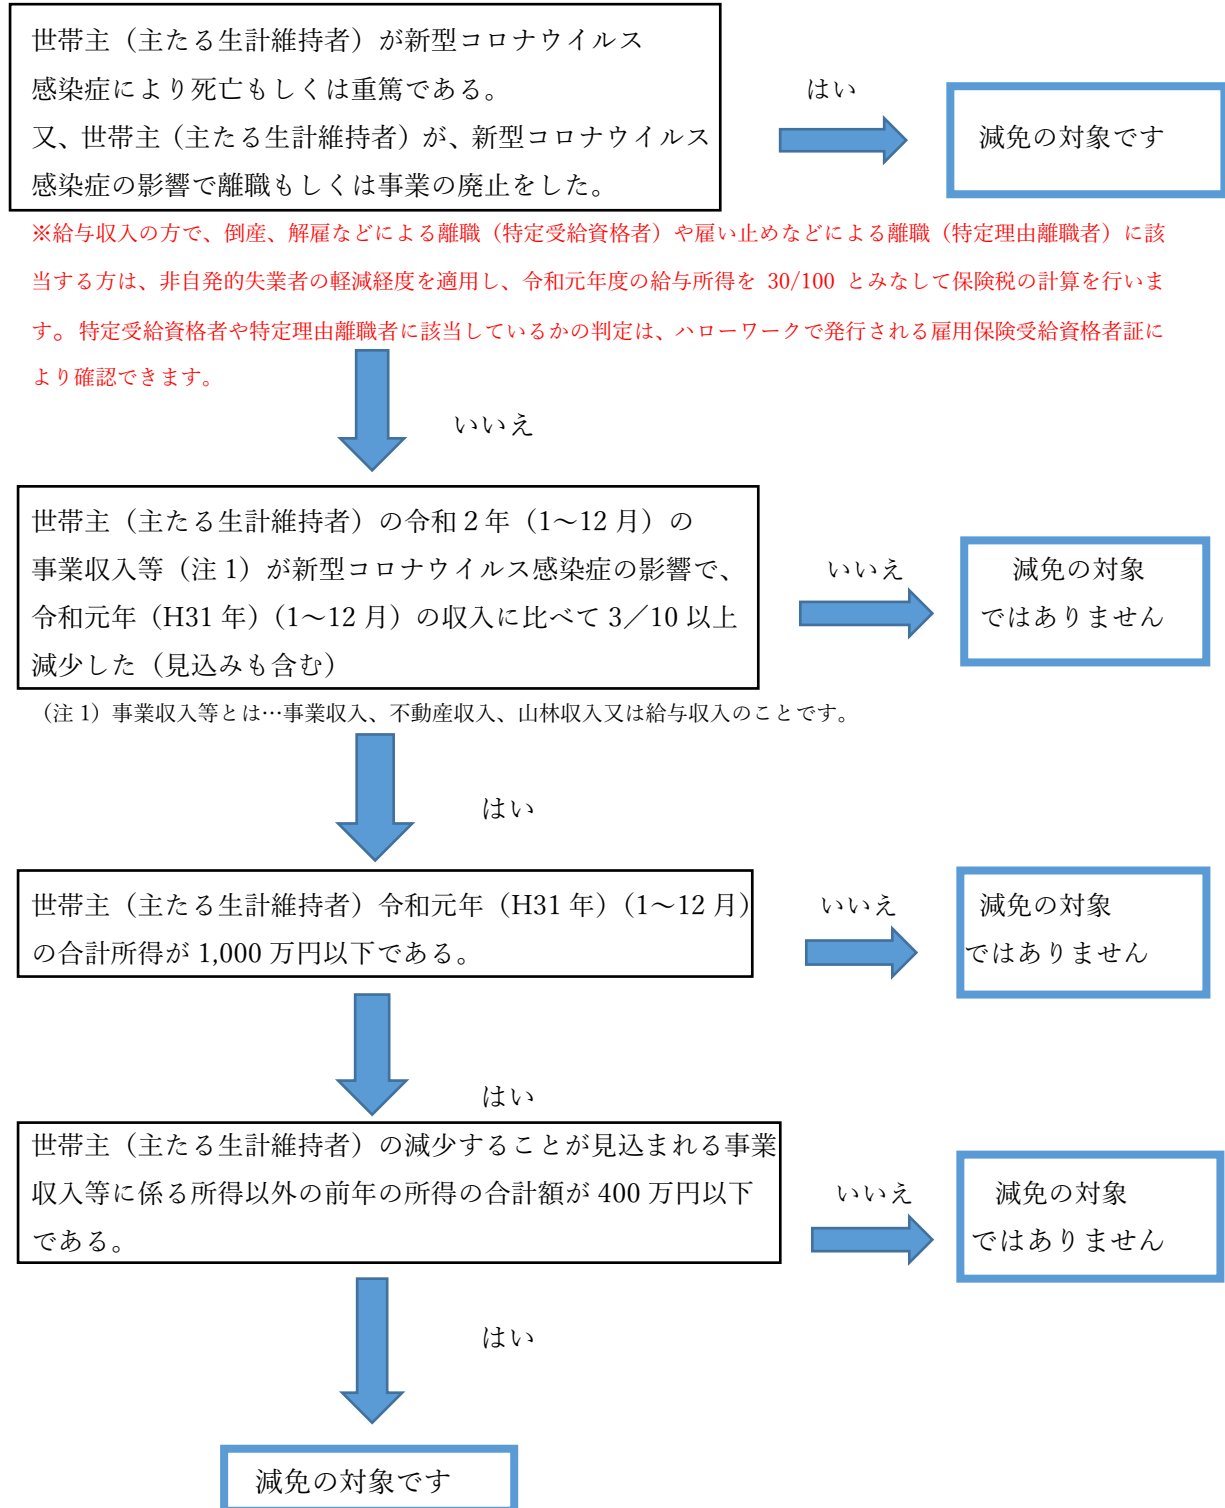 世帯主（主たる生計維持者）が新型コロナウイルス
感染症により死亡もしくは重篤である。
又、世帯主（主たる生計維持者）が、新型コロナウイルス
感染症の影響で離職もしくは事業の廃止をした。
はい
減免の対象です
※給与収入の方で、倒産、解雇などによる離職（特定受給資格者）や雇い止めなどによる離職（特定理由離職者）に該
当する方は、非自発的失業者の軽減経度を適用し、令和元年度の給与所得を 30/100 とみなして保険税の計算を行いま
す。特定受給資格者や特定理由離職者に該当しているかの判定は、ハローワークで発行される雇用保険受給資格者証に
より確認できます。
いいえ
世帯主（主たる生計維持者）の令和２年（1～12 月）の
事業収入等（注 1）が新型コロナウイルス感染症の影響で、
令和元年（H31 年）（1～12 月）の収入に比べて 3／10 以上
減少した（見込みも含む）
いいえ
減免の対象
ではありません
（注 1）事業収入等とは…事業収入、不動産収入、山林収入又は給与収入のことです。
はい
世帯主（主たる生計維持者）令和元年（H31 年）（1～12 月）
の合計所得が 1,000 万円以下である。
いいえ
減免の対象
ではありません
はい
世帯主（主たる生計維持者）の減少することが見込まれる事業
収入等に係る所得以外の前年の所得の合計額が 400 万円以下
である。
いいえ
減免の対象
ではありません
はい
減免の対象です